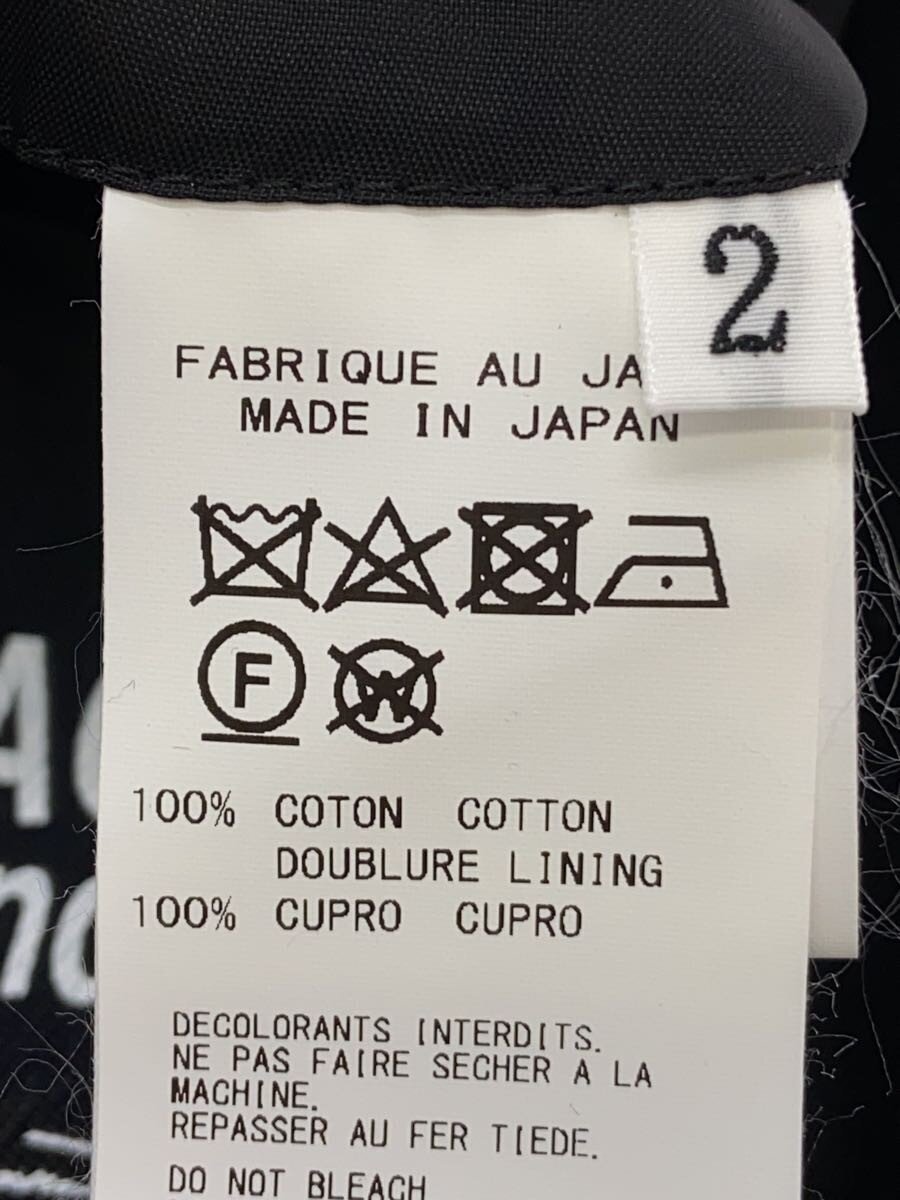 2
FABRIQUE AU JA
MADE IN JAPAN
F
W
100% COTON COTTON
DOUBLURE LINING
100% CUPRO CUPRO
DECOLORANTS INTERDITS.
NE PAS FAIRE SECHER A LA
MACHINE.
REPASSER AU FER TIEDE.
DO NOT BLEACH